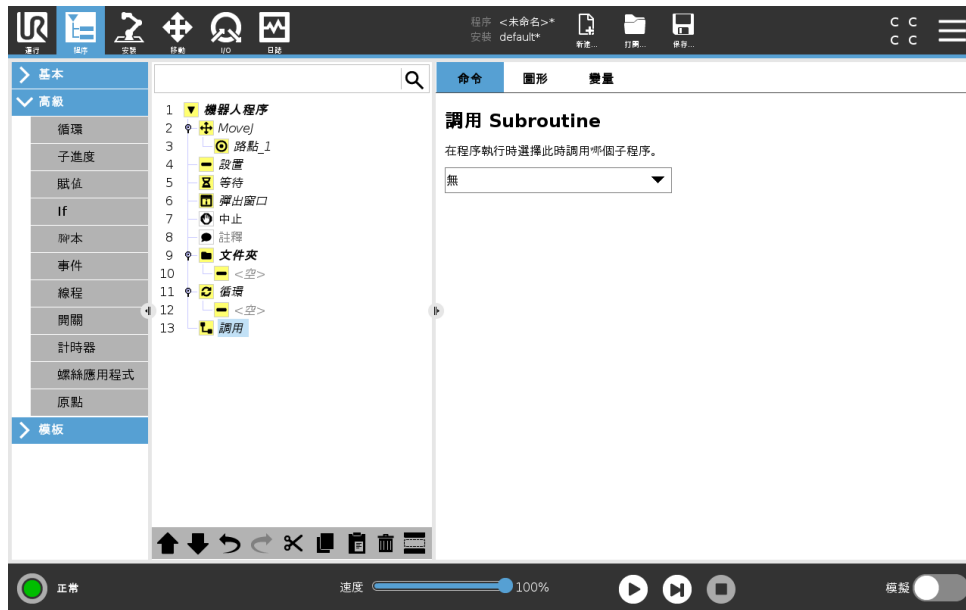 程序 <未命名>*
安裝 default*
運行 程序 安裝 移動 I/O 日誌 新建... 打開... 保存...
C C
C C
基本
高級
循環
子進度
賦值
If
腳本
事件
線程
開關
計時器
螺絲應用程式
原點
模板
1 機器人程序
2 MoveJ
3 路點_1
4 設置
5 等待
6 彈出窗口
7 中止
8 註釋
9 文件夾
10 <空>
11 循環
12 <空>
13 調用
命令 圖形 變量
調用 Subroutine
在程序執行時選擇此時調用哪個子程序。
無
正常 速度 100% 模擬